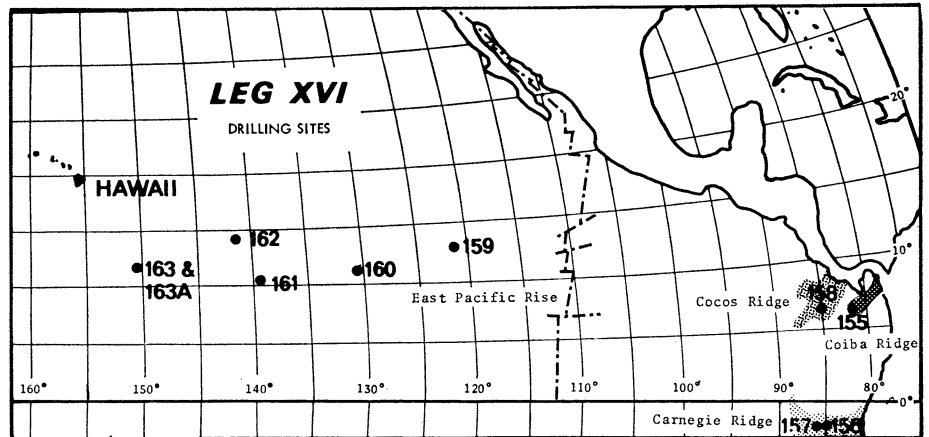 LEG XVI
DRILLING SITES
20°
HAWAII
162
159
10°
163 &
163A
161
160
East Pacific Rise
Cocos Ridge
158
155
Coiba Ridge
160° 150° 140° 130° 120° 110° 100° 90° 80°
0°
Carnegie Ridge
157